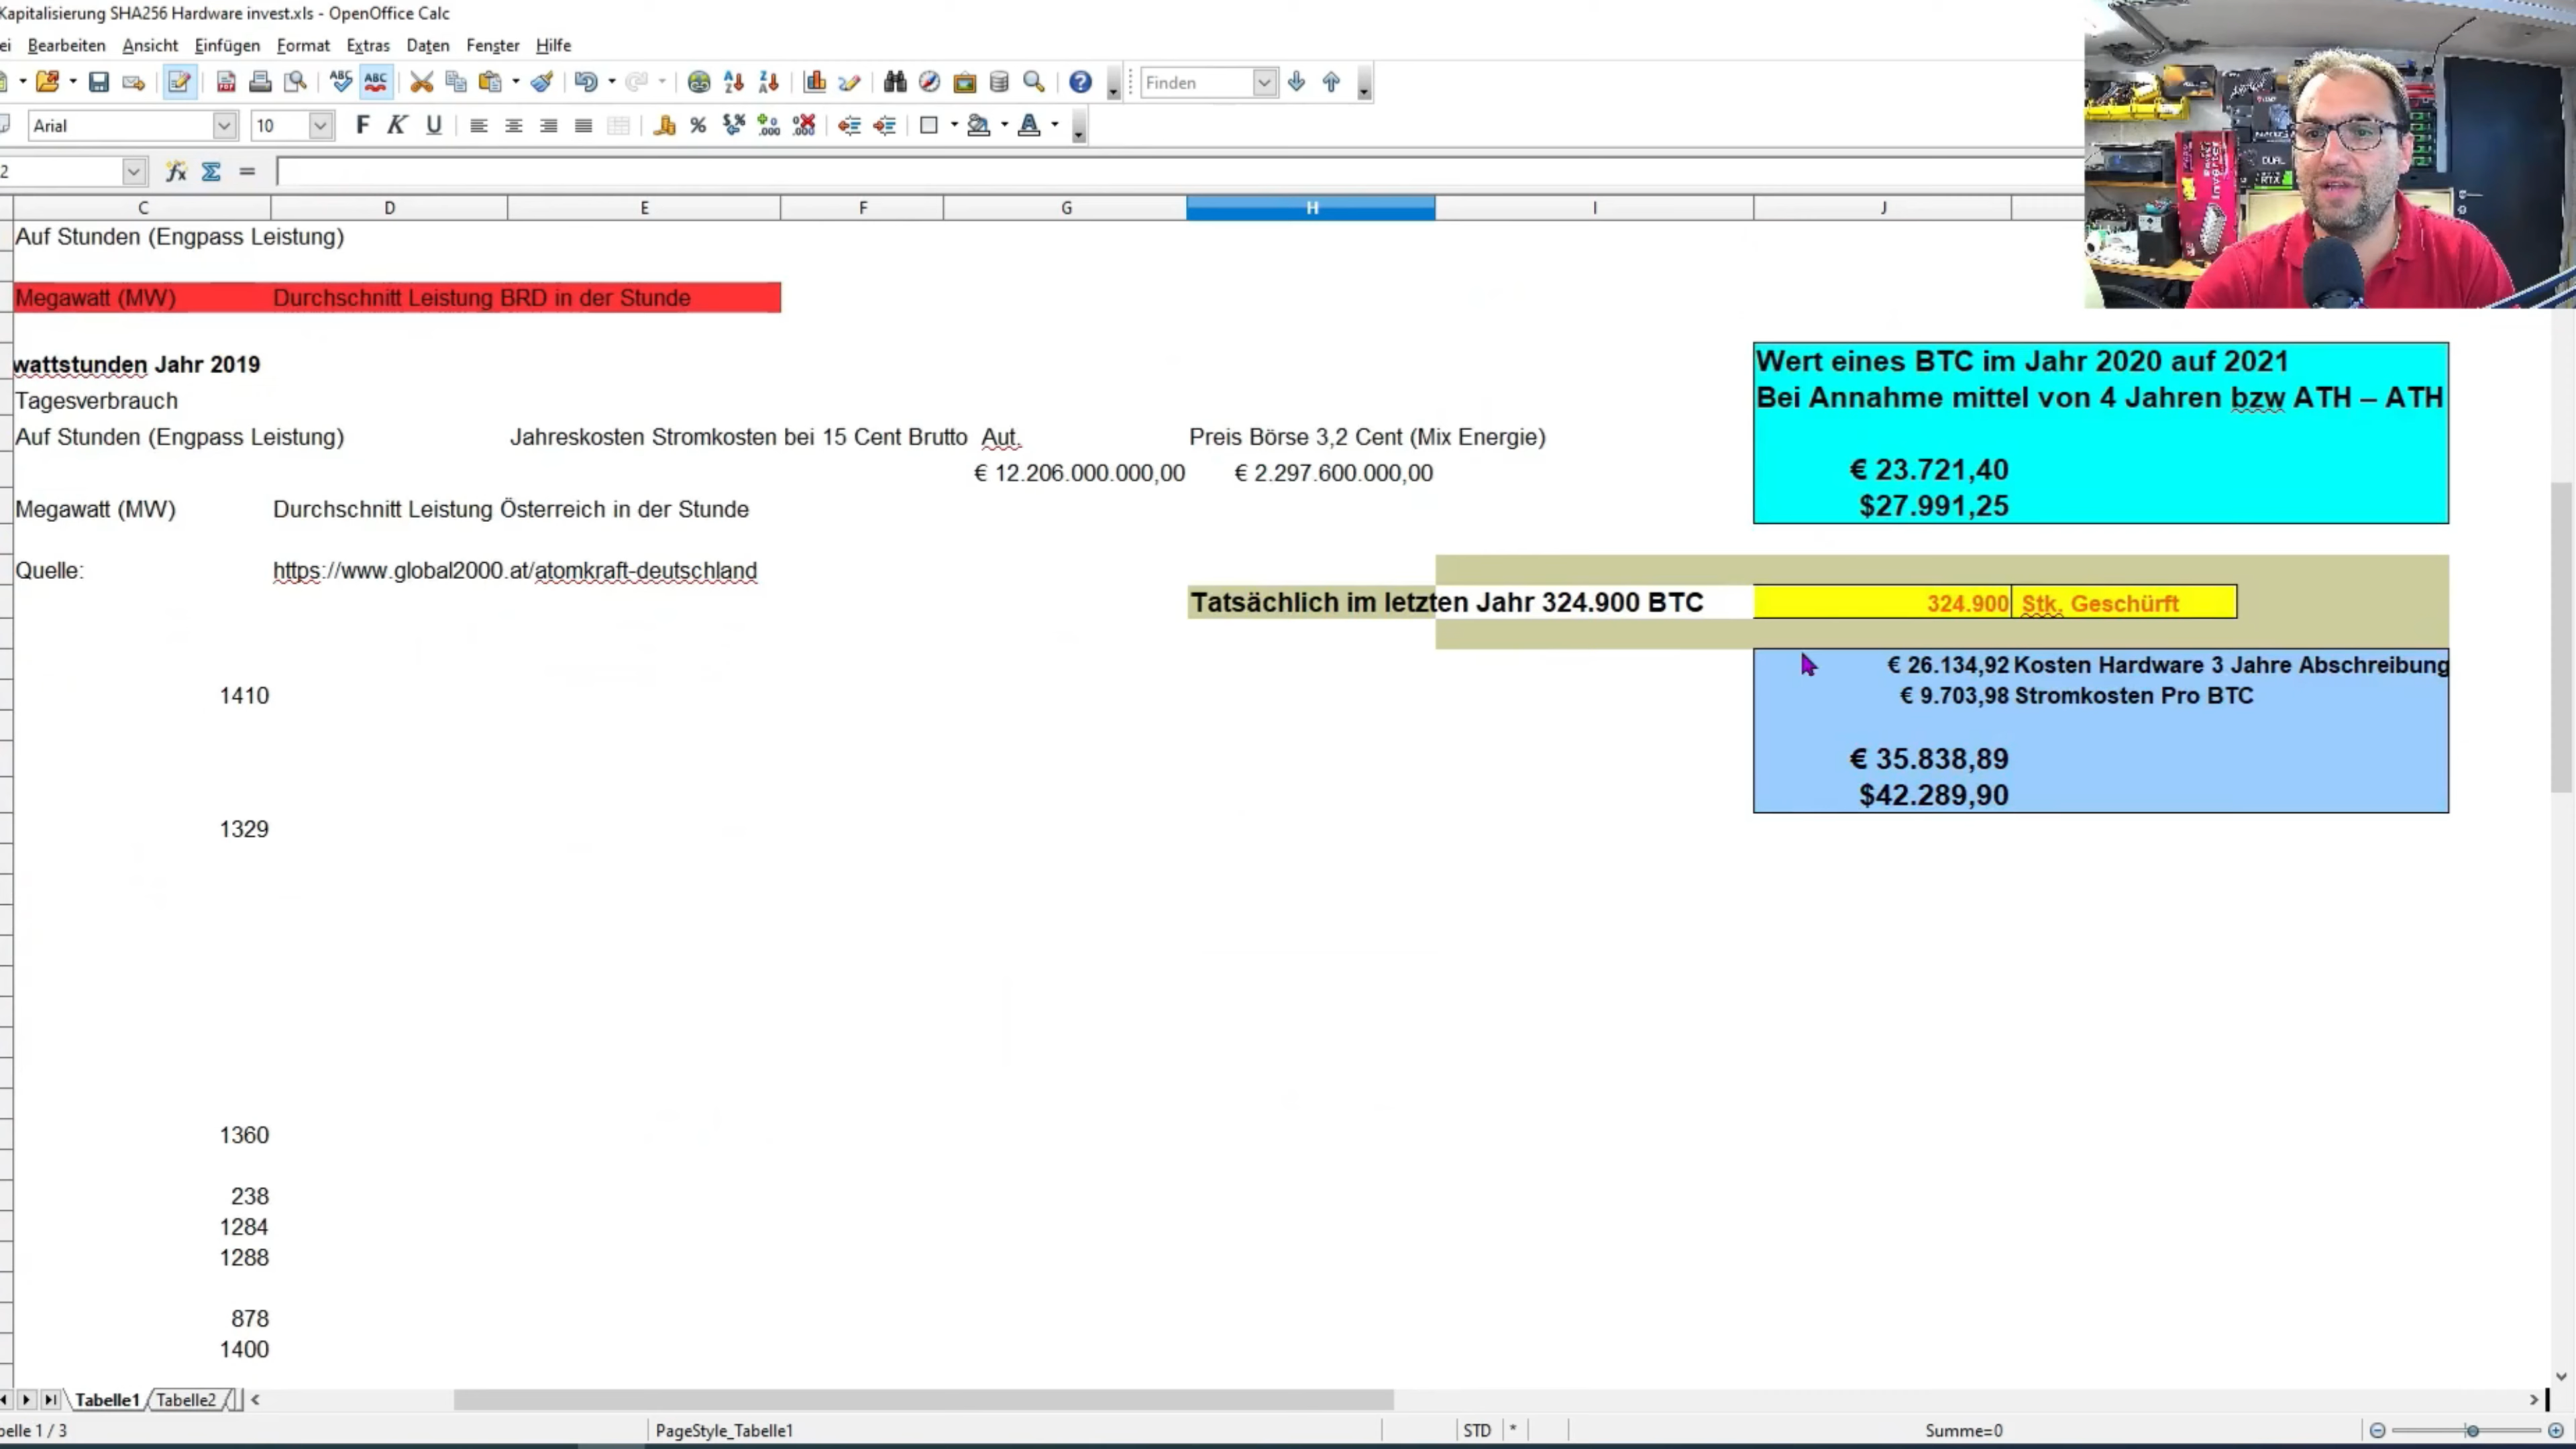 Kapitalisierung SHA256 Hardware invest.xls - OpenOffice Calc
ei Bearbeiten Ansicht Einfügen Format Extras Daten Fenster Hilfe
Finden
Arial 10 F K U
2
C D E F G H I J
Auf Stunden (Engpass Leistung)
Megawatt (MW) Durchschnitt Leistung BRD in der Stunde
wattstunden Jahr 2019
Wert eines BTC im Jahr 2020 auf 2021
Tagesverbrauch
Bei Annahme mittel von 4 Jahren bzw ATH – ATH
Auf Stunden (Engpass Leistung) Jahreskosten Stromkosten bei 15 Cent Brutto Aut. Preis Börse 3,2 Cent (Mix Energie)
€ 12.206.000.000,00 € 2.297.600.000,00
€ 23.721,40
Megawatt (MW) Durchschnitt Leistung Österreich in der Stunde
$27.991,25
Quelle: https://www.global2000.at/atomkraft-deutschland
Tatsächlich im letzten Jahr 324.900 BTC 324.900 Stk. Geschürft
€ 26.134,92 Kosten Hardware 3 Jahre Abschreibung
1410
€ 9.703,98 Stromkosten Pro BTC
€ 35.838,89
$42.289,90
1329
1360
238
1284
1288
878
1400
Tabelle1 Tabelle2
belle 1 / 3 PageStyle_Tabelle1 STD * Summe=0
DUAL
RTX